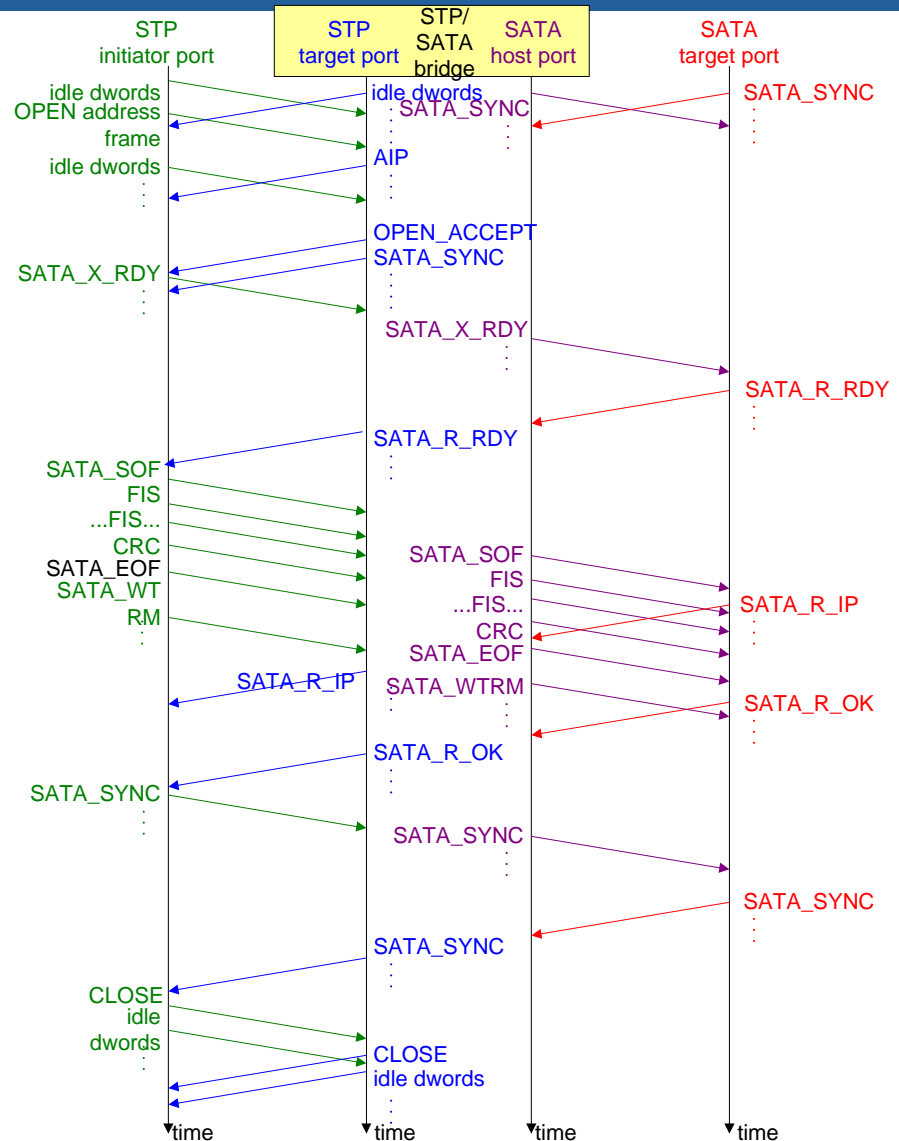 STP
initiator port
STP
target port
STP/
SATA
bridge
SATA
host port
SATA
target port
idle dwords
idle dwords
SATA_SYNC
SATA_SYNC
OPEN address
frame
AIP
idle dwords
OPEN_ACCEPT
SATA_SYNC
SATA_X_RDY
SATA_X_RDY
SATA_R_RDY
SATA_R_RDY
SATA_SOF
FIS
...FIS...
CRC
SATA_EOF
SATA_WT
RM
SATA_SOF
FIS
...FIS...
CRC
SATA_EOF
SATA_R_IP
SATA_R_IP
SATA_WTRM
SATA_R_OK
SATA_R_OK
SATA_SYNC
SATA_SYNC
SATA_SYNC
SATA_SYNC
CLOSE
idle
dwords
CLOSE
idle dwords
time
time
time
time